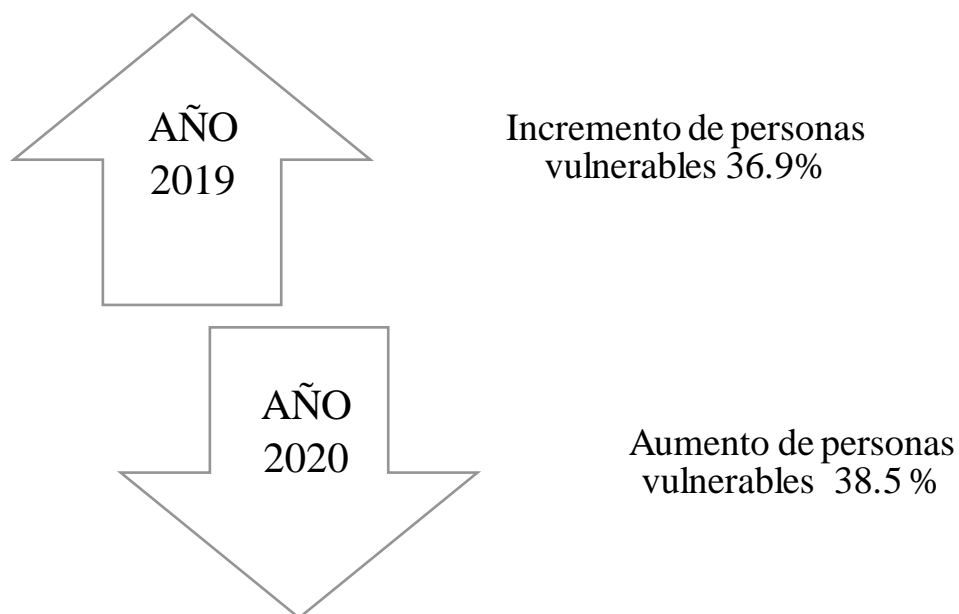 AÑO
2019
Incremento de personas
vulnerables 36.9%
AÑO
2020
Aumento de personas
vulnerables 38.5 %